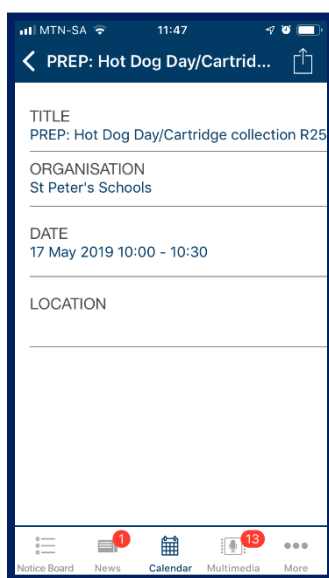 MTN-SA 11:47
PREP: Hot Dog Day/Cartrid...
TITLE
PREP: Hot Dog Day/Cartridge collection R25
ORGANISATION
St Peter's Schools
DATE
17 May 2019 10:00 - 10:30
LOCATION
1 13
Notice Board News Calendar Multimedia More